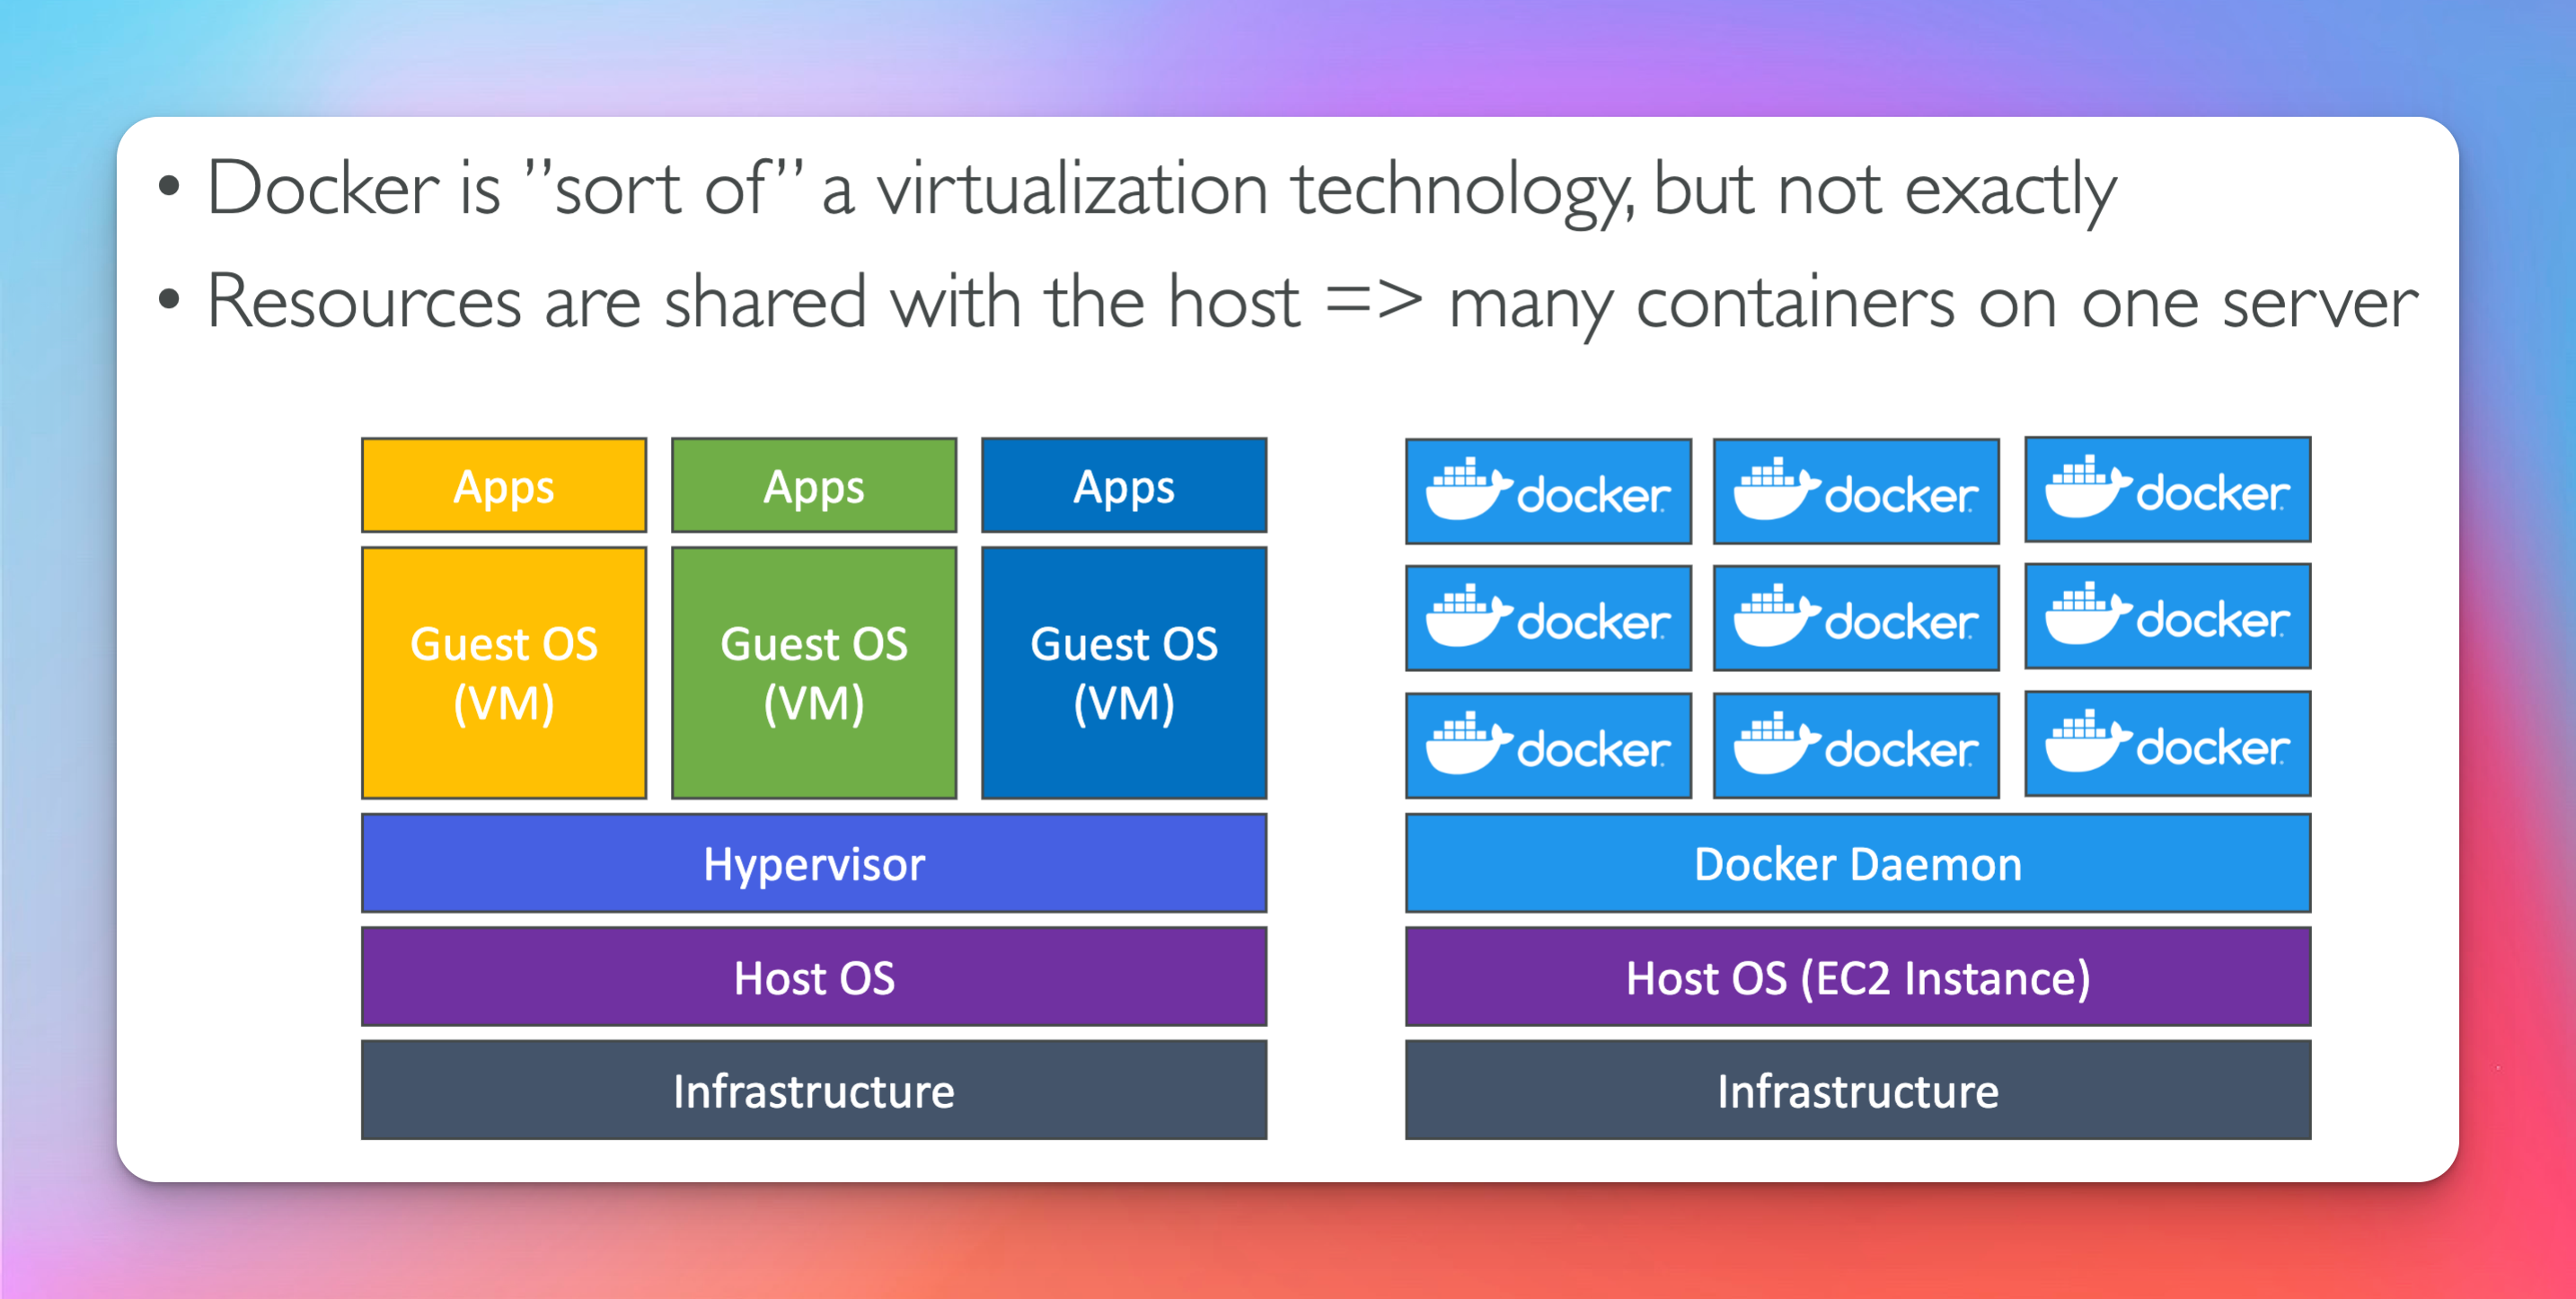 • Docker is ”sort of” a virtualization technology, but not exactly
• Resources are shared with the host => many containers on one server
Apps
Apps
Apps
Guest OS
(VM)
Guest OS
(VM)
Guest OS
(VM)
Hypervisor
Host OS
Infrastructure
docker
docker
docker
docker
docker
docker
docker
docker
docker
Docker Daemon
Host OS (EC2 Instance)
Infrastructure